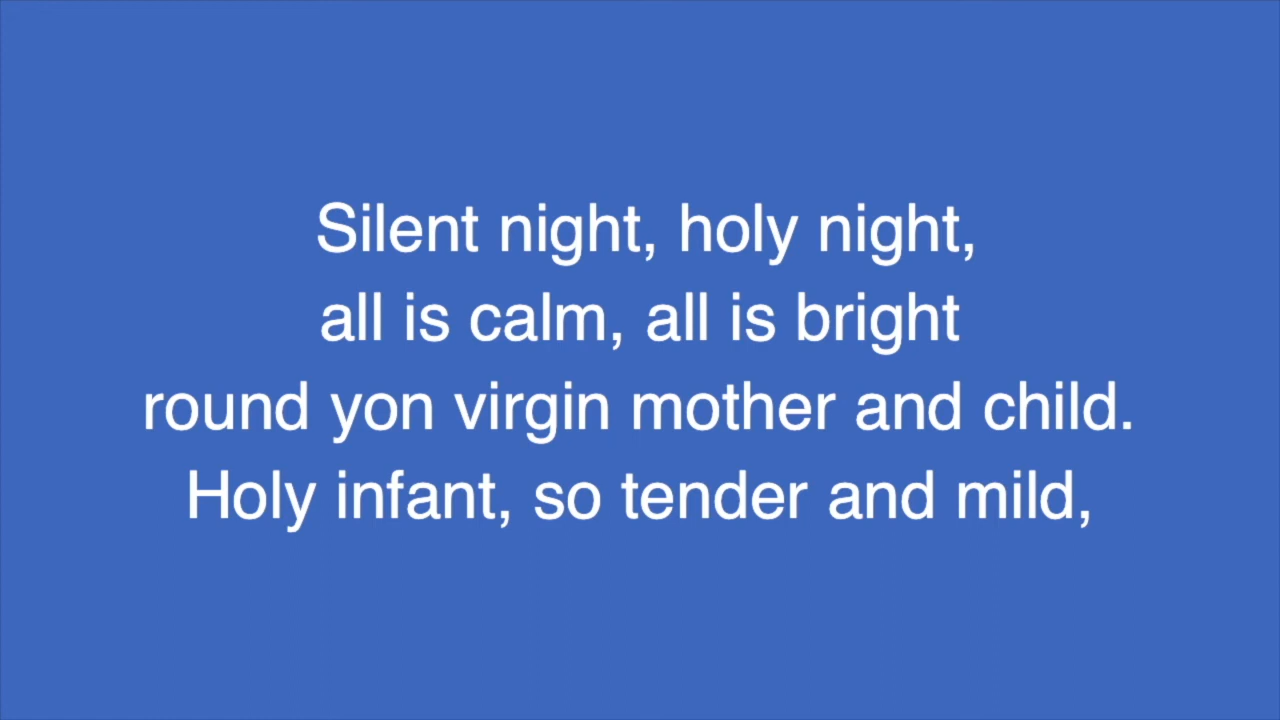 Silent night, holy night,
all is calm, all is bright
round yon virgin mother and child.
Holy infant, so tender and mild,